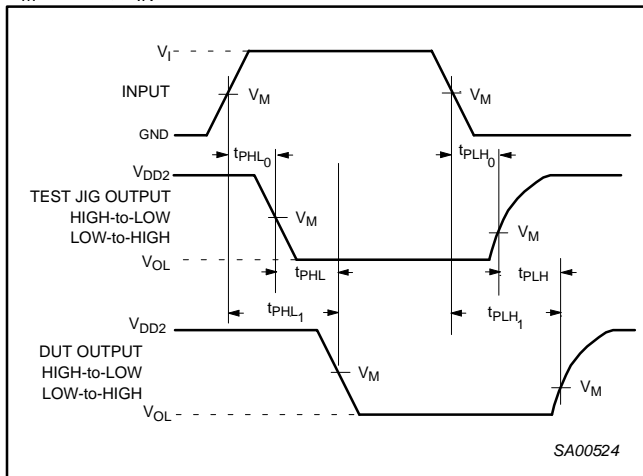 VI
INPUT
VM
VM
GND
tPHL0
tPLH0
VDD2
TEST JIG OUTPUT
HIGH-to-LOW
LOW-to-HIGH
VM
VM
VOL
tPHL
tPLH
tPHL1
tPLH1
VDD2
DUT OUTPUT
HIGH-to-LOW
LOW-to-HIGH
VM
VM
VOL
SA00524